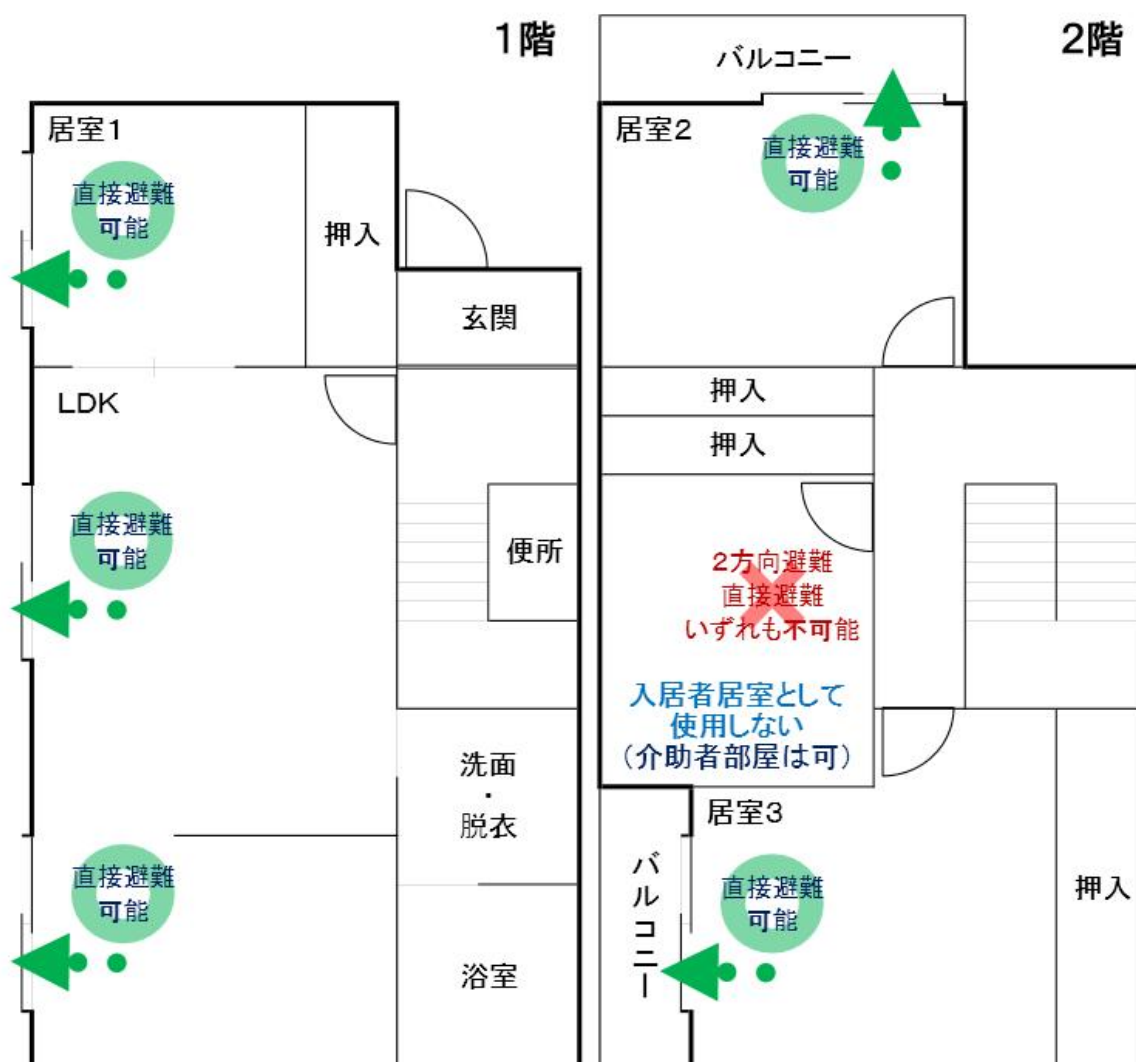 1階
居室1
直接避難
可能
押入
玄関
LDK
直接避難
可能
便所
洗面
・
脱衣
直接避難
可能
浴室
2階
バルコニー
居室2
直接避難
可能
押入
押入
2方向避難
直接避難
いずれも不可能
入居者居室として
使用しない
（介助者部屋は可）
居室3
バルコニー
直接避難
可能
押入